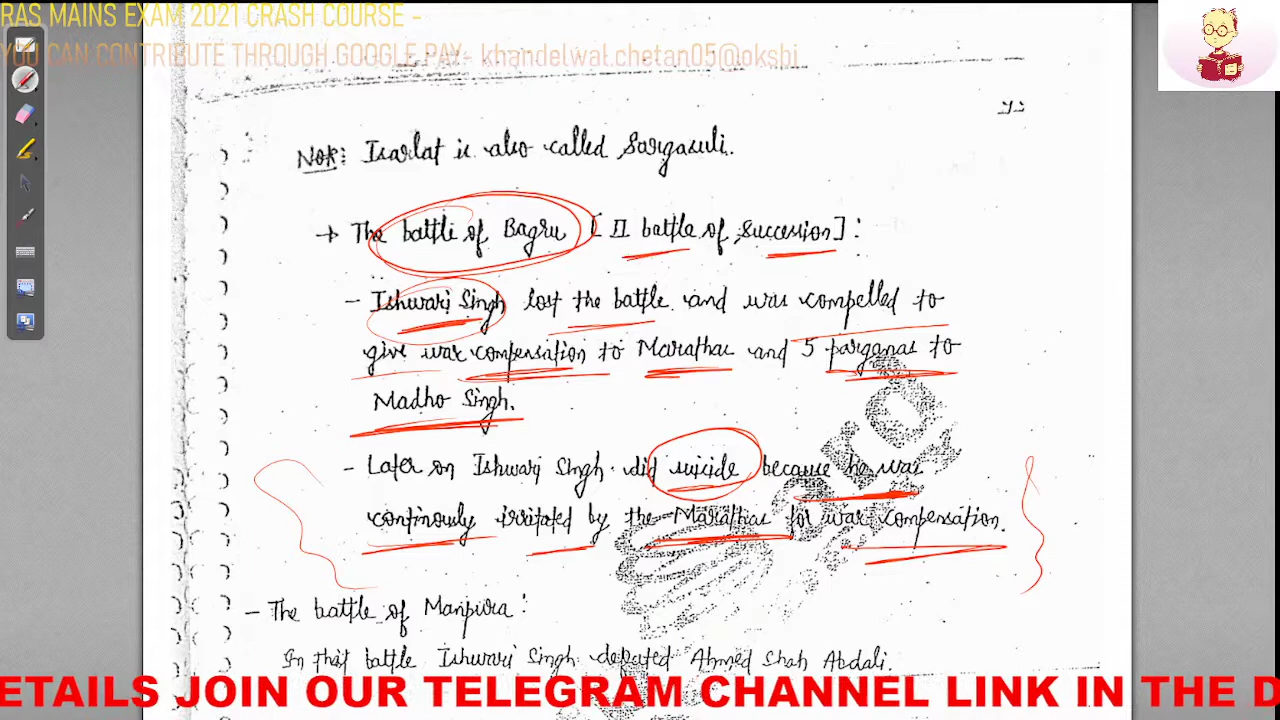 RAS MAINS EXAM 2021 CRASH COURSE -
YOU CAN CONTRIBUTE THROUGH GOOGLE PAY- khandelwal.chetan05@oksbi
Note: Isarlat is also called Sargasuli.
→ The battle of Bagru [II battle of succession]:
- Ishwari Singh lost the battle and was compelled to
give war compensation to Marathas and 5 parganas to
Madho Singh.
- Later on Ishwari Singh did suicide because he was
continously irritated by the Marathas for war compensation.
- The battle of Manpura:
In that battle Ishwari Singh defeated Ahmed Shah Abdali.
ETAILS JOIN OUR TELEGRAM CHANNEL LINK IN THE D